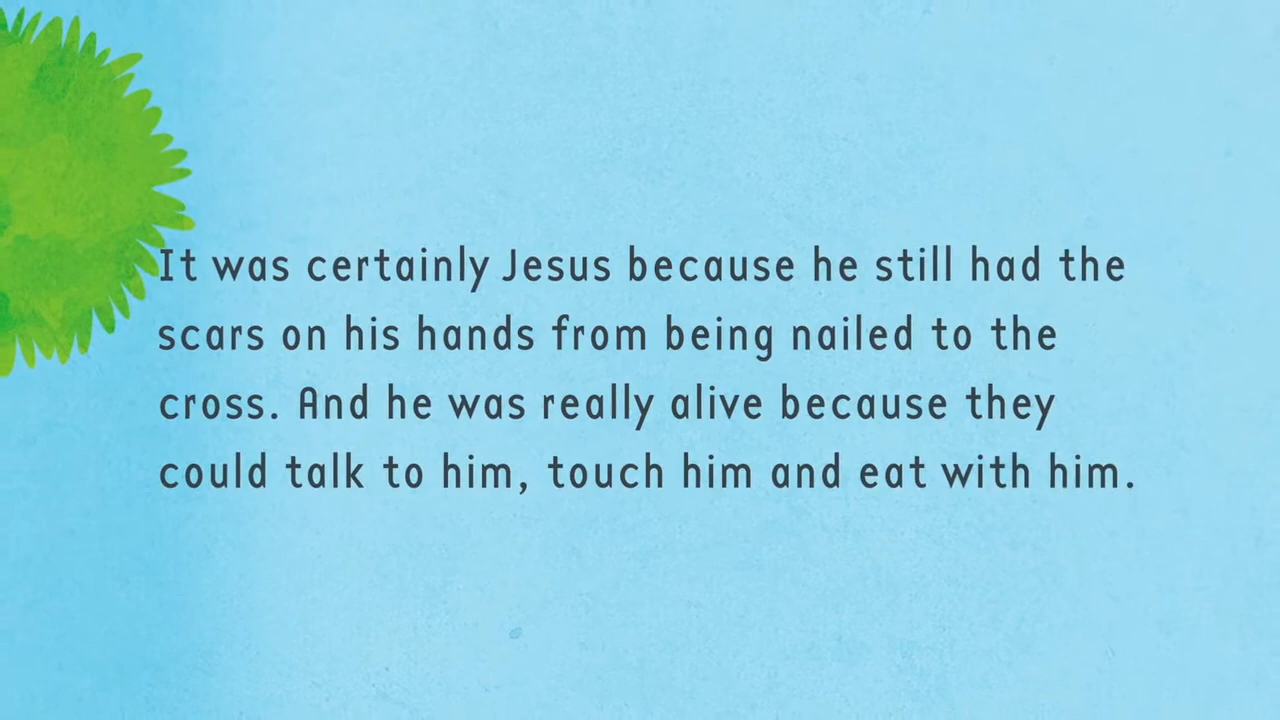 It was certainly Jesus because he still had the
scars on his hands from being nailed to the
cross. And he was really alive because they
could talk to him, touch him and eat with him.